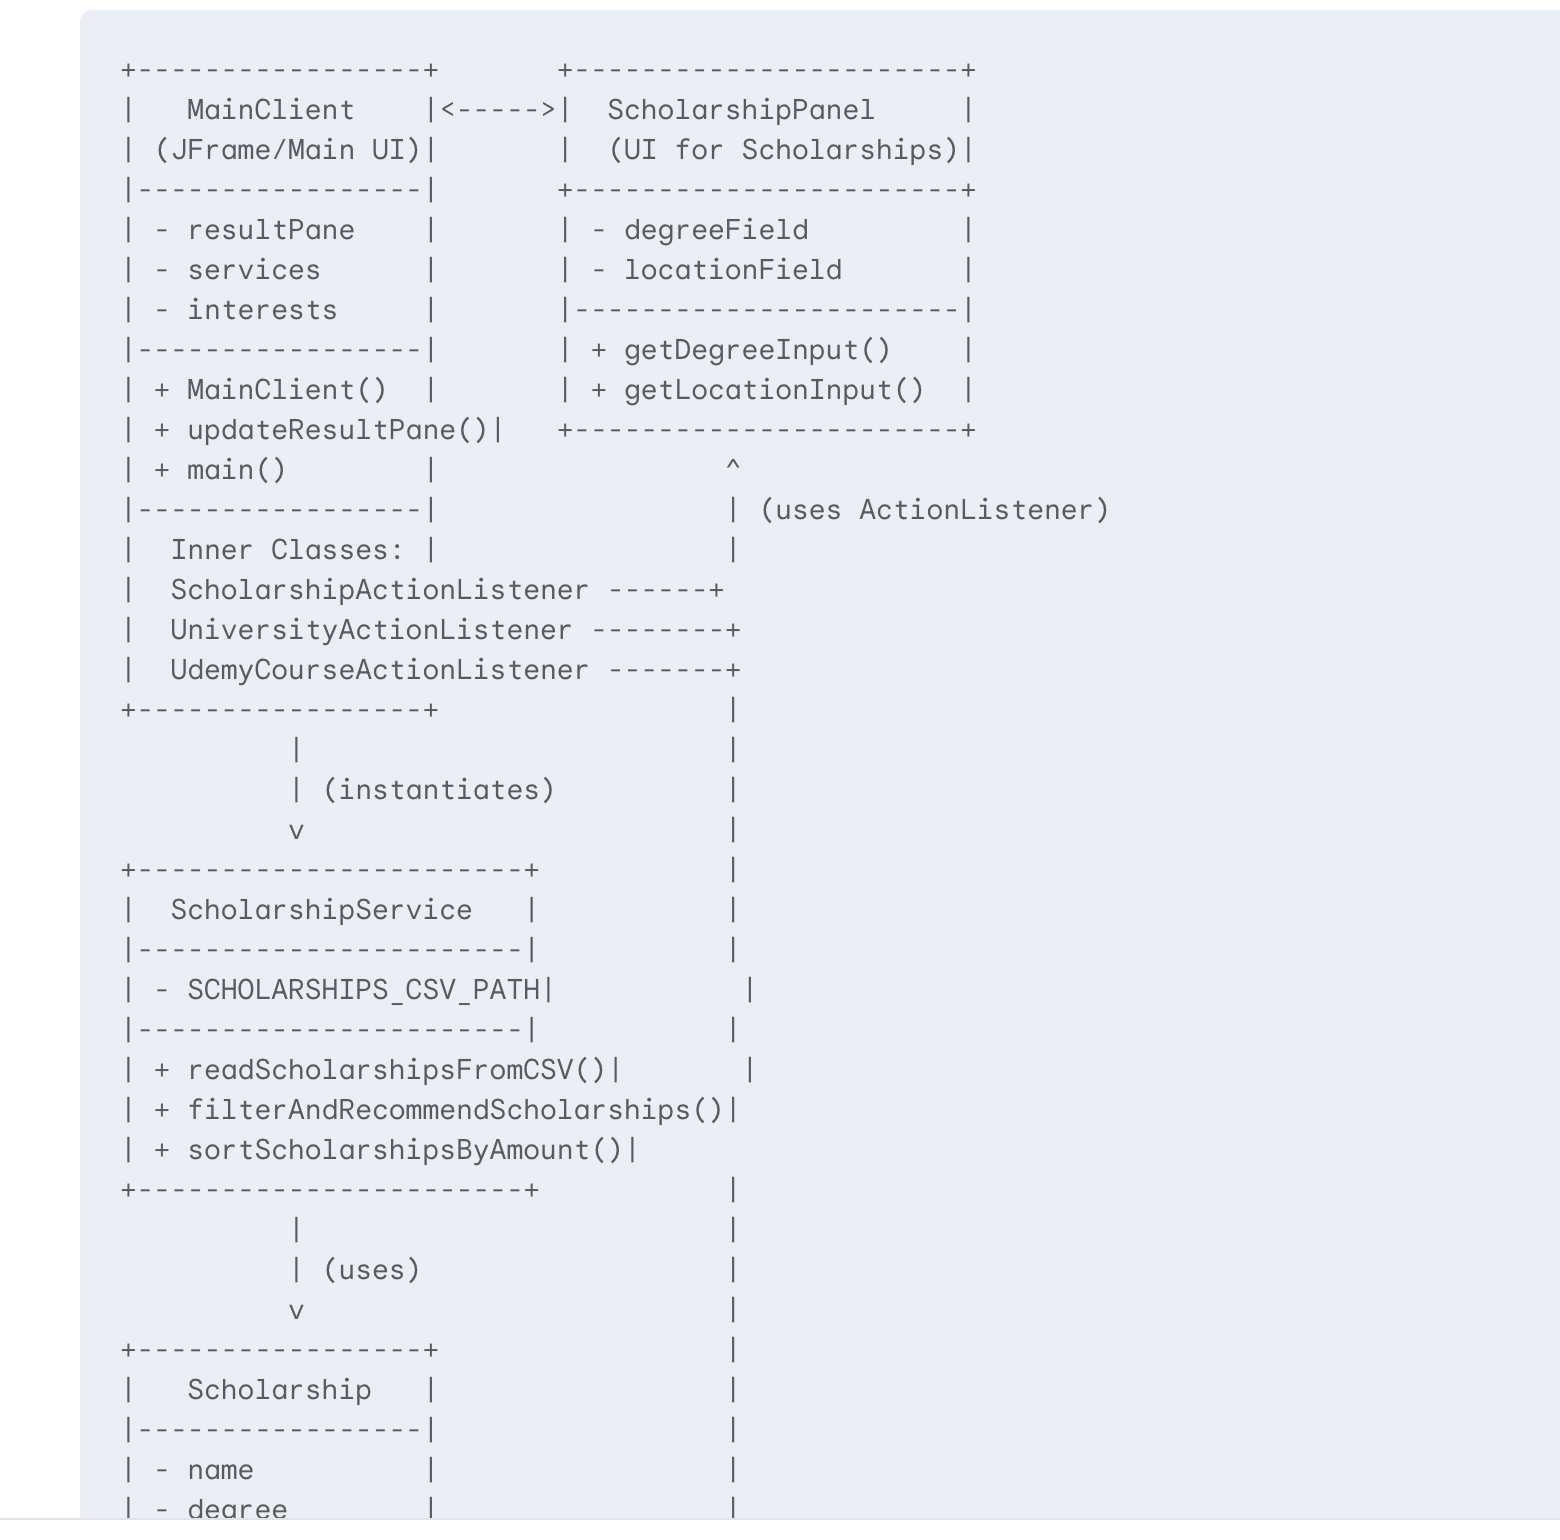 +-----------------+       +-----------------------+
|   MainClient    |<----->|  ScholarshipPanel     |
| (JFrame/Main UI)|       |  (UI for Scholarships)|
|-----------------|       +-----------------------+
| - resultPane    |       | - degreeField         |
| - services      |       | - locationField       |
| - interests     |       |-----------------------|
|-----------------|       | + getDegreeInput()    |
| + MainClient()  |       | + getLocationInput()  |
| + updateResultPane()|   +-----------------------+
| + main()        |                 ^
|-----------------|                 | (uses ActionListener)
|  Inner Classes: |                 |
|  ScholarshipActionListener ------+
|  UniversityActionListener --------+
|  UdemyCourseActionListener -------+
+-----------------+                 |
          |                         |
          | (instantiates)          |
          v                         |
+-----------------------+           |
|  ScholarshipService   |           |
|-----------------------|           |
| - SCHOLARSHIPS_CSV_PATH|           |
|-----------------------|           |
| + readScholarshipsFromCSV()|       |
| + filterAndRecommendScholarships()|
| + sortScholarshipsByAmount()|
+-----------------------+           |
          |                         |
          | (uses)                  |
          v                         |
+-----------------+                 |
|   Scholarship   |                 |
|-----------------|                 |
| - name          |                 |
| - degree        |                 |